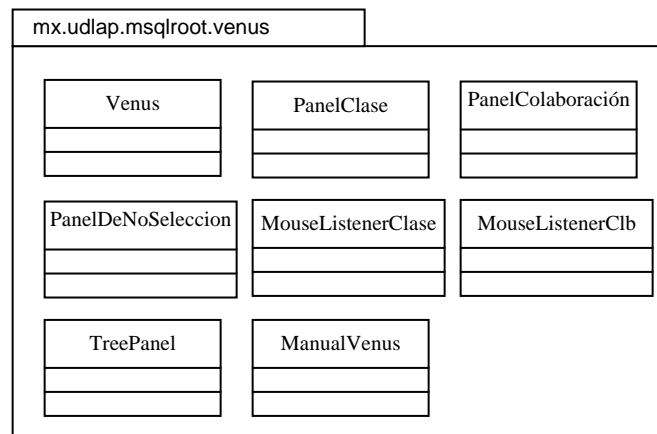 mx.udlap.msqlroot.venus
Venus
PanelClase
PanelColaboración
PanelDeNoSeleccion
MouseListenerClase
MouseListenerClb
TreePanel
ManualVenus